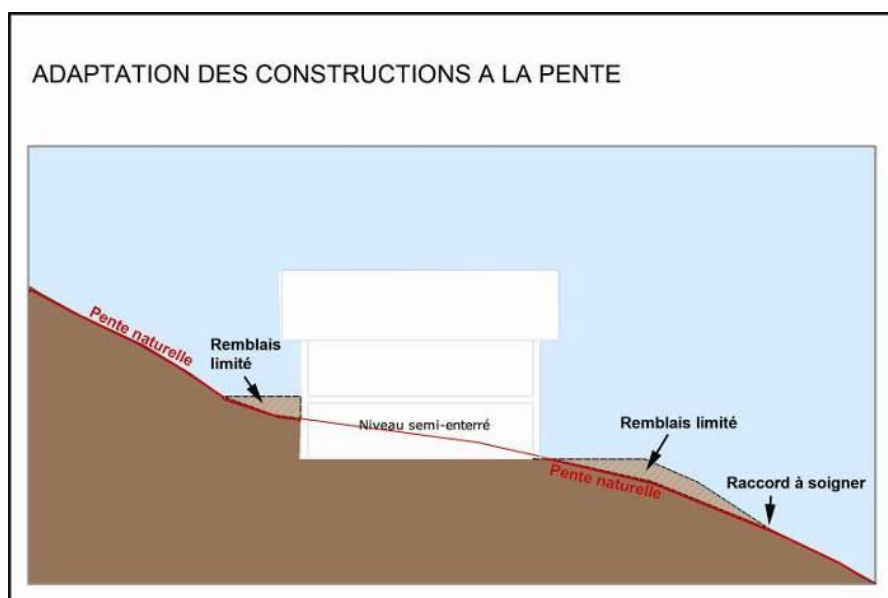 ADAPTATION DES CONSTRUCTIONS A LA PENTE
Pente naturelle
Remblais
limité
Niveau semi-enterré
Remblais limité
Pente naturelle
Raccord à soigner